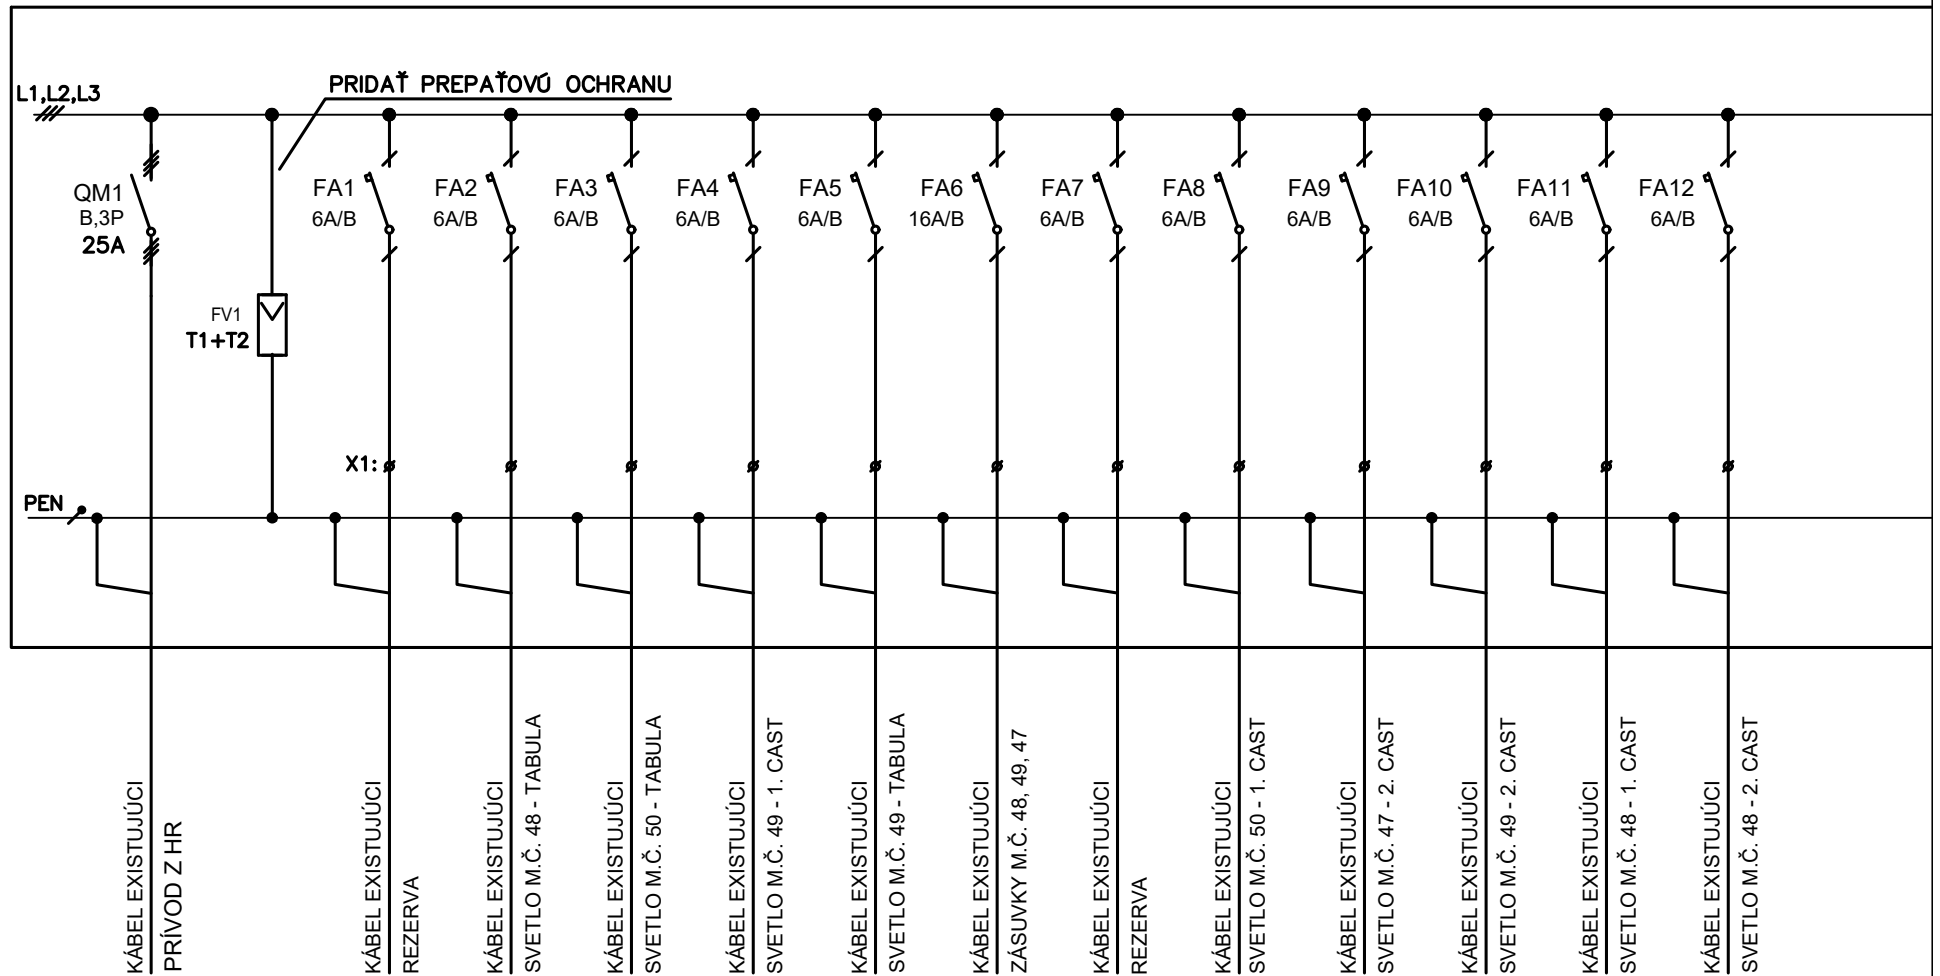 PRIDAŤ PREPAŤOVÚ OCHRANU
L1,L2,L3
QM1
B,3P
25A
FV1
T1+T2
FA1
6A/B
FA2
6A/B
FA3
6A/B
FA4
6A/B
FA5
6A/B
FA6
16A/B
FA7
6A/B
FA8
6A/B
FA9
6A/B
FA10
6A/B
FA11
6A/B
FA12
6A/B
X1:
PEN
KÁBEL EXISTUJÚCI
PRÍVOD Z HR
KÁBEL EXISTUJÚCI
REZERVA
KÁBEL EXISTUJÚCI
SVETLO M.Č. 48 - TABULA
KÁBEL EXISTUJÚCI
SVETLO M.Č. 50 - TABULA
KÁBEL EXISTUJÚCI
SVETLO M.Č. 49 - 1. CAST
KÁBEL EXISTUJÚCI
SVETLO M.Č. 49 - TABULA
KÁBEL EXISTUJÚCI
ZÁSUVKY M.Č. 48, 49, 47
KÁBEL EXISTUJÚCI
REZERVA
KÁBEL EXISTUJÚCI
SVETLO M.Č. 50 - 1. CAST
KÁBEL EXISTUJÚCI
SVETLO M.Č. 47 - 2. CAST
KÁBEL EXISTUJÚCI
SVETLO M.Č. 49 - 2. CAST
KÁBEL EXISTUJÚCI
SVETLO M.Č. 48 - 1. CAST
KÁBEL EXISTUJÚCI
SVETLO M.Č. 48 - 2. CAST